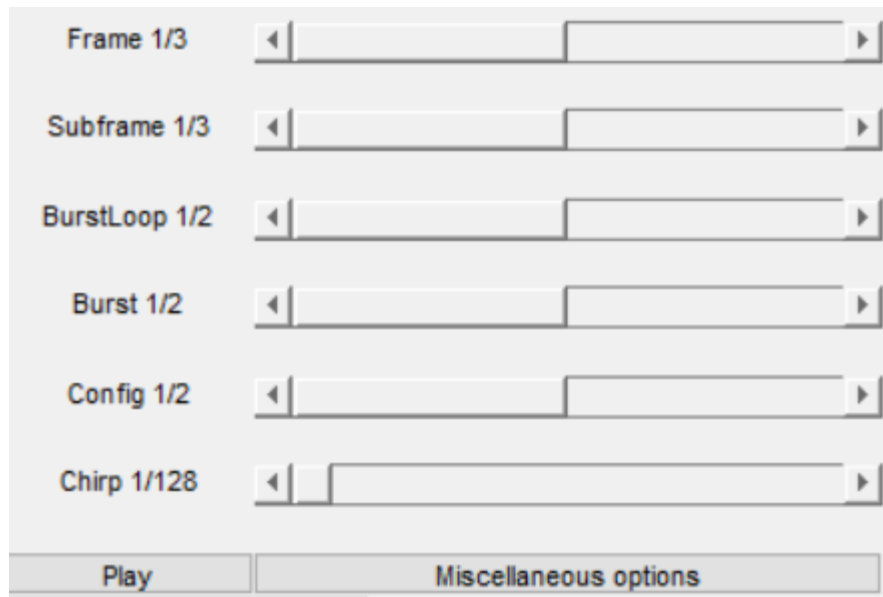 Frame 1/3
Subframe 1/3
BurstLoop 1/2
Burst 1/2
Config 1/2
Chirp 1/128
Play Miscellaneous options